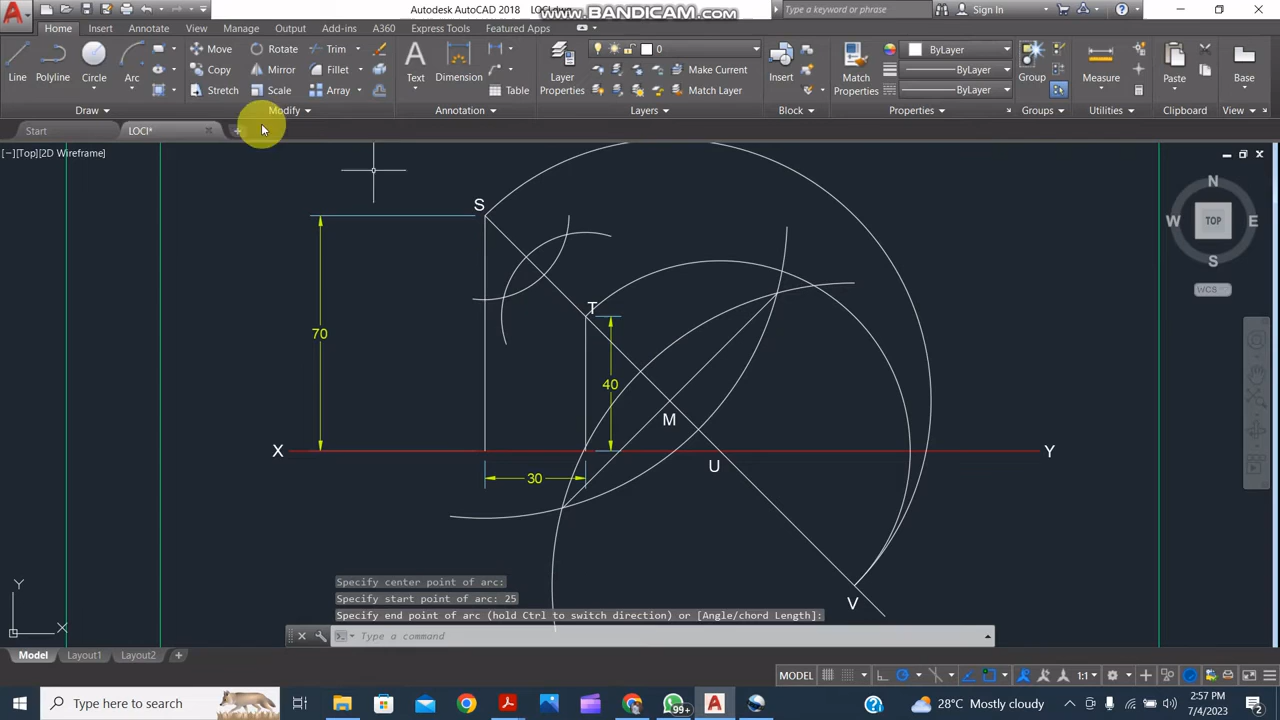 Autodesk AutoCAD 2018 LOCI.dwg
www.BANDICAM.com
Type a keyword or phrase
Sign In
Home Insert Annotate View Manage Output Add-ins A360 Express Tools Featured Apps
Move Rotate Trim
0
ByLayer
Line Polyline Circle Arc
Copy Mirror Fillet
Text Dimension
Layer
Properties
Make Current
Insert
Match
Properties
ByLayer
Group
Measure
Paste
Base
Stretch Scale Array
Table
Match Layer
ByLayer
Draw Modify Annotation Layers Block Properties Groups Utilities Clipboard View
Start LOCI*
[−][Top][2D Wireframe]
N
W TOP E
S
WCS
S
T
70
40
M
X Y
U
30
V
Y
X
Specify center point of arc:
Specify start point of arc: 25
Specify end point of arc (hold Ctrl to switch direction) or [Angle/chord Length]:
Type a command
Model Layout1 Layout2
MODEL 1:1
Type here to search
99+
28°C Mostly cloudy
2:57 PM
7/4/2023